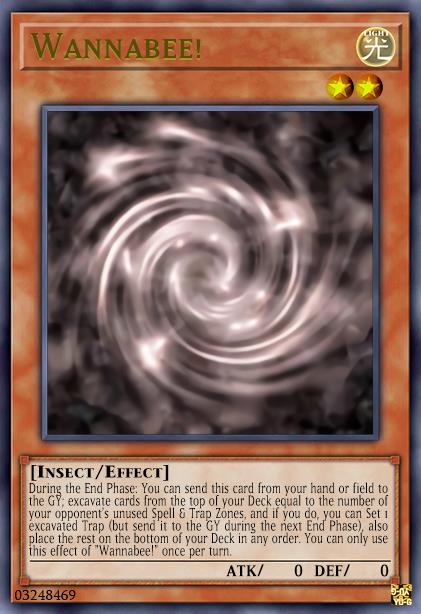 WANNABEE!
LIGHT
光
[INSECT/EFFECT]
During the End Phase: You can send this card from your hand or field to
the GY; excavate cards from the top of your Deck equal to the number of
your opponent's unused Spell & Trap Zones, and if you do, you can Set 1
excavated Trap (but send it to the GY during the next End Phase), also
place the rest on the bottom of your Deck in any order. You can only use
this effect of "Wannabee!" once per turn.
ATK/ 0 DEF/ 0
03248469